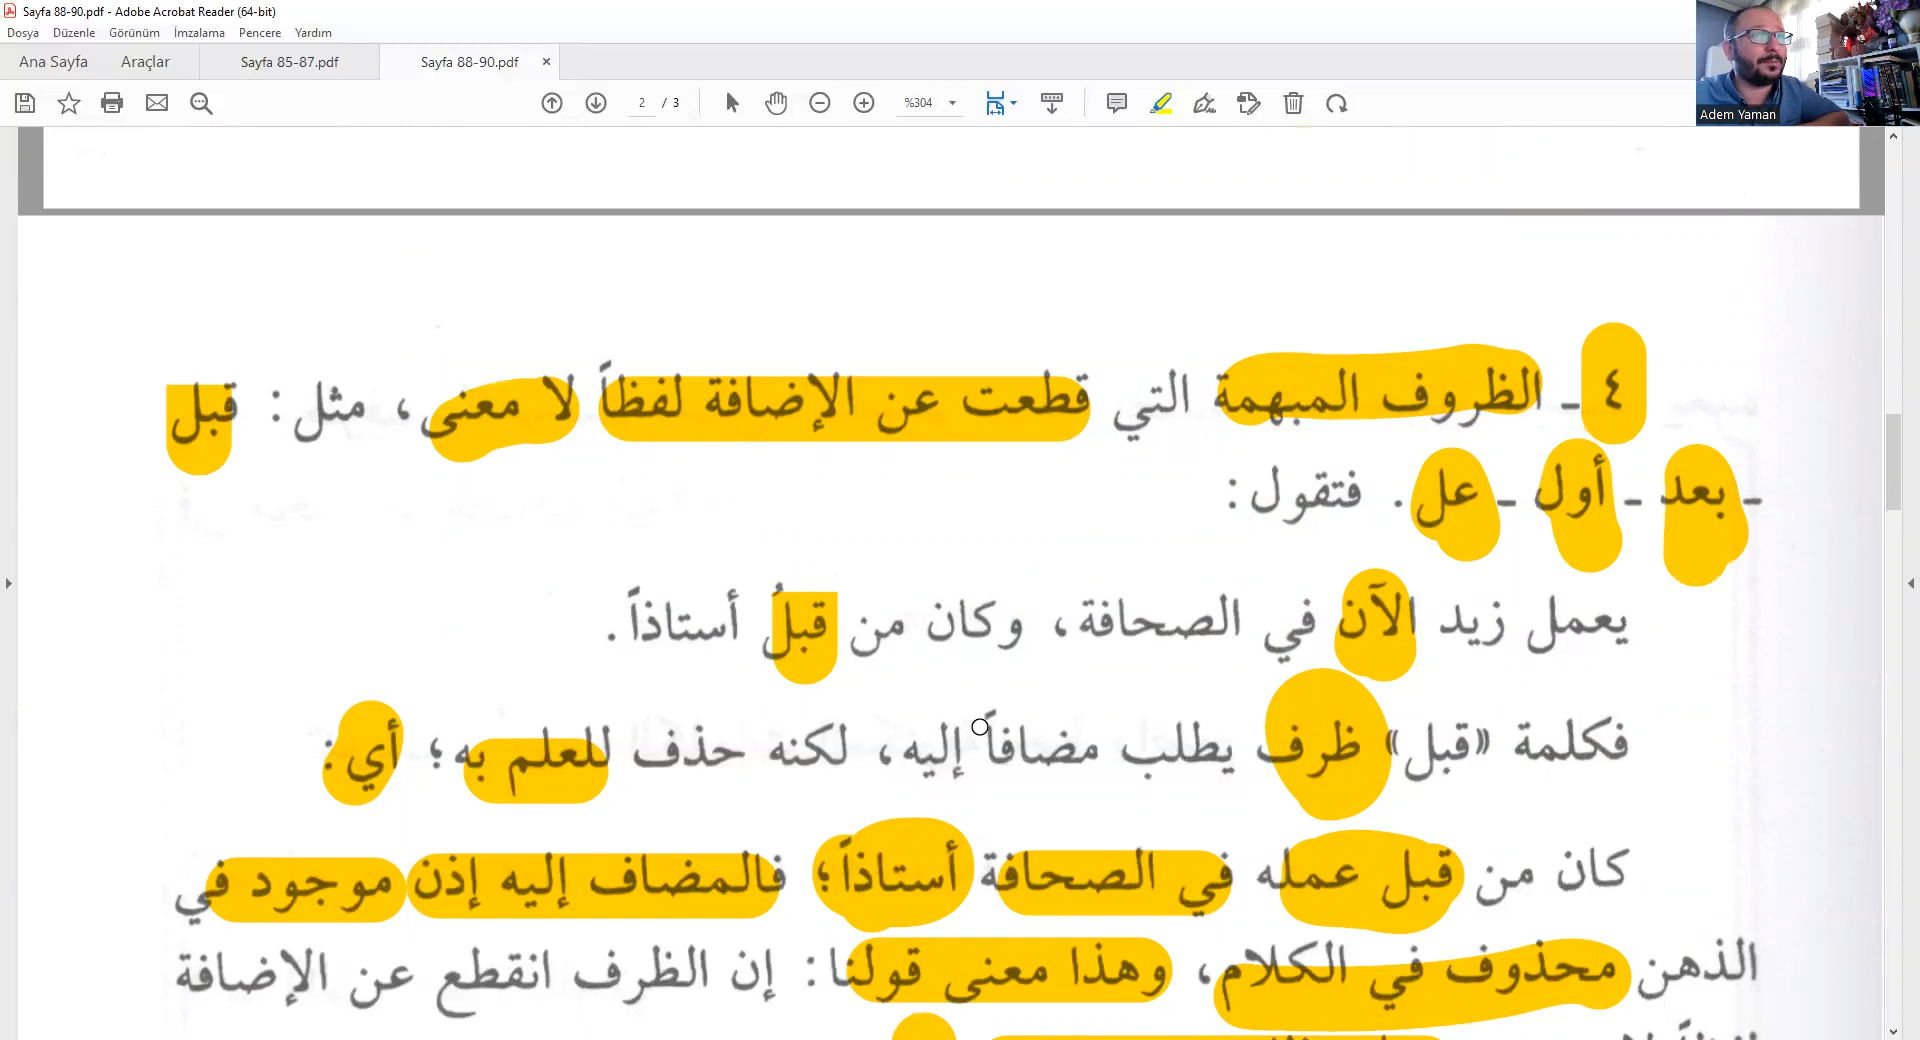 Sayfa 88-90.pdf - Adobe Acrobat Reader (64-bit)
Dosya Düzenle Görünüm İmzalama Pencere Yardım
Ana Sayfa Araçlar Sayfa 85-87.pdf Sayfa 88-90.pdf ×
2 / 3 %304
Adem Yaman
٤ ـ الظروف المبهمة التي قطعت عن الإضافة لفظاً لا معنى، مثل: قبل
ـ بعد ـ أول ـ عل. فتقول:
يعمل زيد الآن في الصحافة، وكان من قبلُ أستاذاً.
فكلمة «قبل» ظرف يطلب مضافاً إليه، لكنه حذف للعلم به؛ أي:
كان من قبل عمله في الصحافة أستاذاً؛ فالمضاف إليه إذن موجود في
الذهن محذوف في الكلام، وهذا معنى قولنا: إن الظرف انقطع عن الإضافة